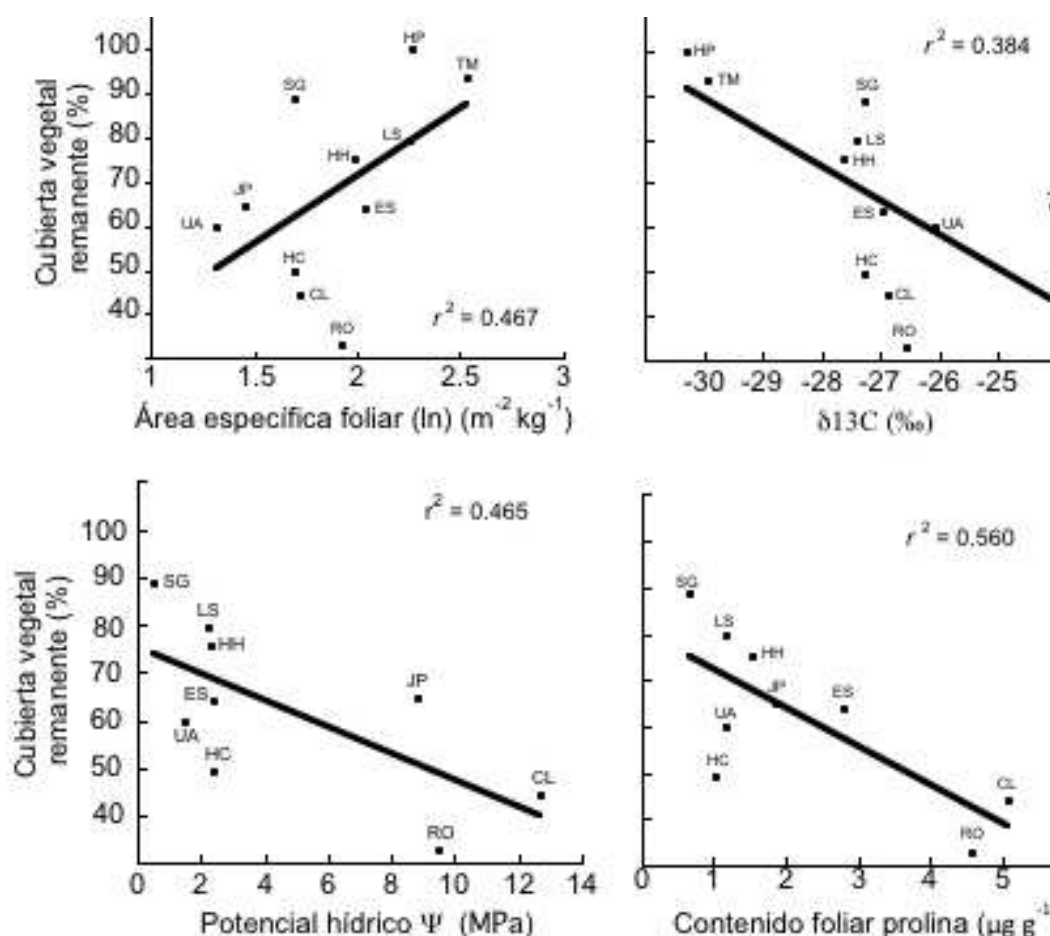 Cubierta vegetal
remanente (%)
100
90
80
70
60
50
40
HP
TM
SG
LS
HH
JP
ES
UA
HC
CL
RO
r² = 0.467
1 1.5 2 2.5 3
Área específica foliar (ln) (m⁻² kg⁻¹)
r² = 0.384
HP
TM
SG
LS
HH
ES
UA
HC
CL
RO
-30 -29 -28 -27 -26 -25
δ13C (‰)
Cubierta vegetal
remanente (%)
100
90
80
70
60
50
40
r² = 0.465
SG
LS
HH
ES
JP
UA
HC
CL
RO
0 2 4 6 8 10 12 14
Potencial hídrico Ψ (MPa)
r² = 0.560
SG
LS
HH
JP
ES
UA
HC
CL
RO
0 1 2 3 4 5
Contenido foliar prolina (µg g⁻¹